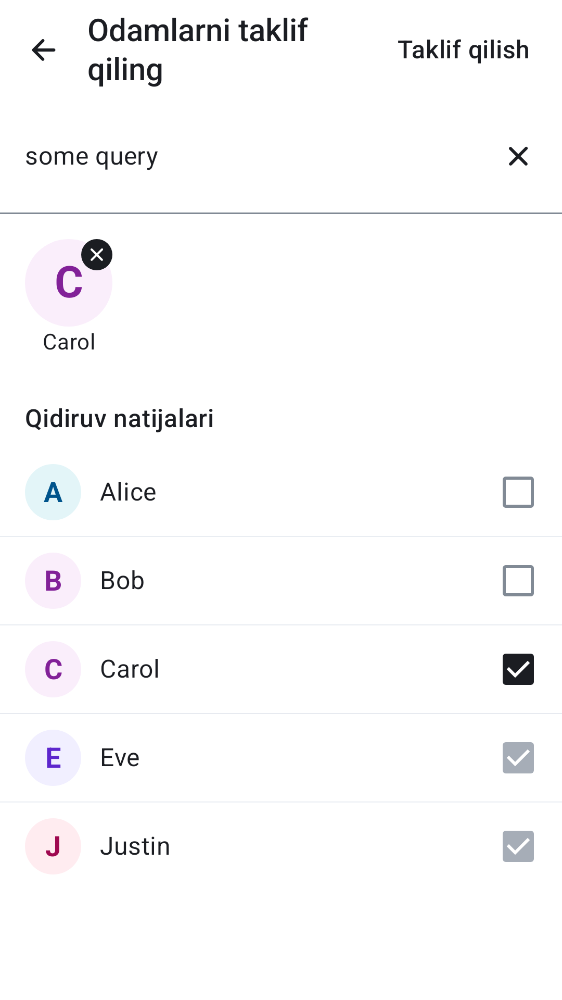 Odamlarni taklif
qiling
Taklif qilish
some query
C
Carol
Qidiruv natijalari
A Alice
B Bob
C Carol
E Eve
J Justin